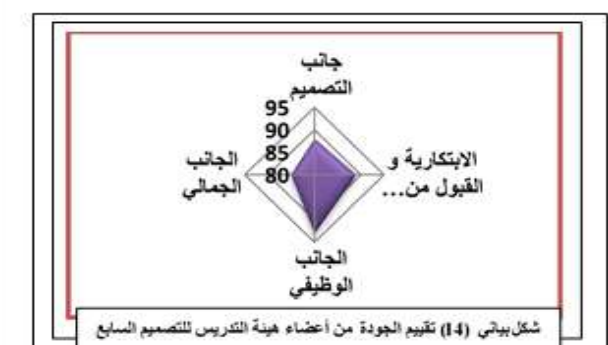 جانب
التصميم
95
90
85
80
الابتكارية و
القبول من...
الجانب
الجمالي
الجانب
الوظيفي
شكل بياني (14) تقييم الجودة من أعضاء هيئة التدريس للتصميم السابع